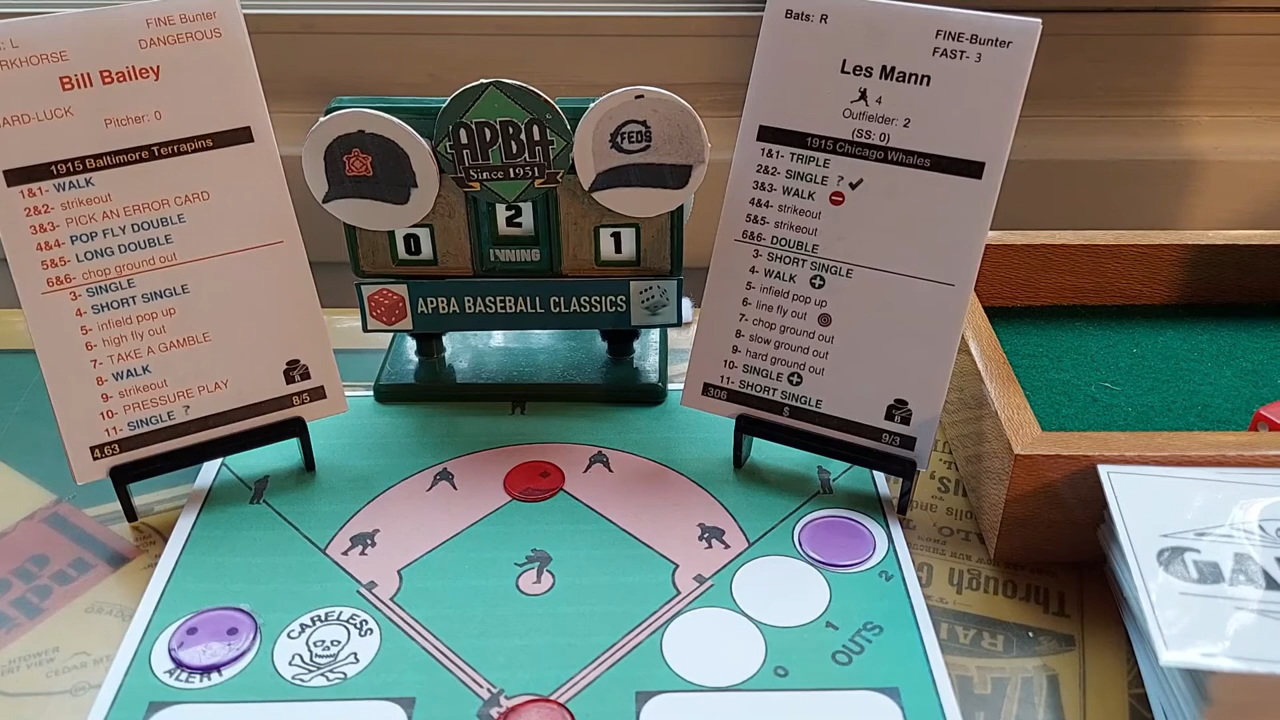 FINE Bunter
: L
DANGEROUS
RKHORSE
Bill Bailey
ARD-LUCK
Pitcher: 0
1915 Baltimore Terrapins
1&1- WALK
2&2- strikeout
3&3- PICK AN ERROR CARD
4&4- POP FLY DOUBLE
5&5- LONG DOUBLE
6&6- chop ground out
3- SINGLE
4- SHORT SINGLE
5- infield pop up
6- high fly out
7- TAKE A GAMBLE
8- WALK
9- strikeout
10- PRESSURE PLAY
11- SINGLE ?
R
4.63
8/5
APBA
Since 1951
FEDS
0
2
1
INNING
APBA BASEBALL CLASSICS
Bats: R
FINE-Bunter
FAST- 3
Les Mann
4
Outfielder: 2
(SS: 0)
1915 Chicago Whales
1&1- TRIPLE
2&2- SINGLE ?
3&3- WALK
4&4- strikeout
5&5- strikeout
6&6- DOUBLE
3- SHORT SINGLE
4- WALK
5- infield pop up
6- line fly out
7- chop ground out
8- slow ground out
9- hard ground out
10- SINGLE
11- SHORT SINGLE
B
.306
$
9/3
ALERT
CARELESS
0
1
2
OUTS
Through
RAI
GA